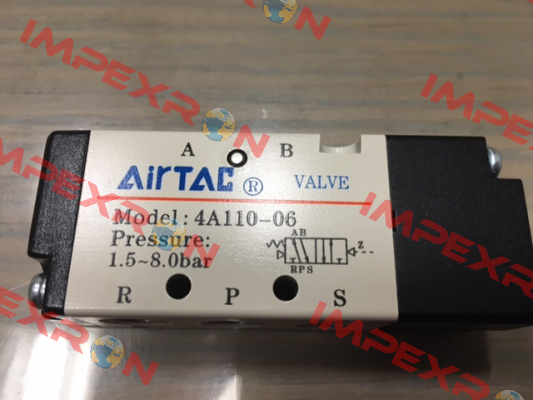 IMPEXRON
IMPEXRON
IMPEXRON
A B
AirTAC ® VALVE
Model: 4A110-06
Pressure:
1.5~8.0bar
AB
Z
RPS
R P S
IMPEXRON
IMPEXRON